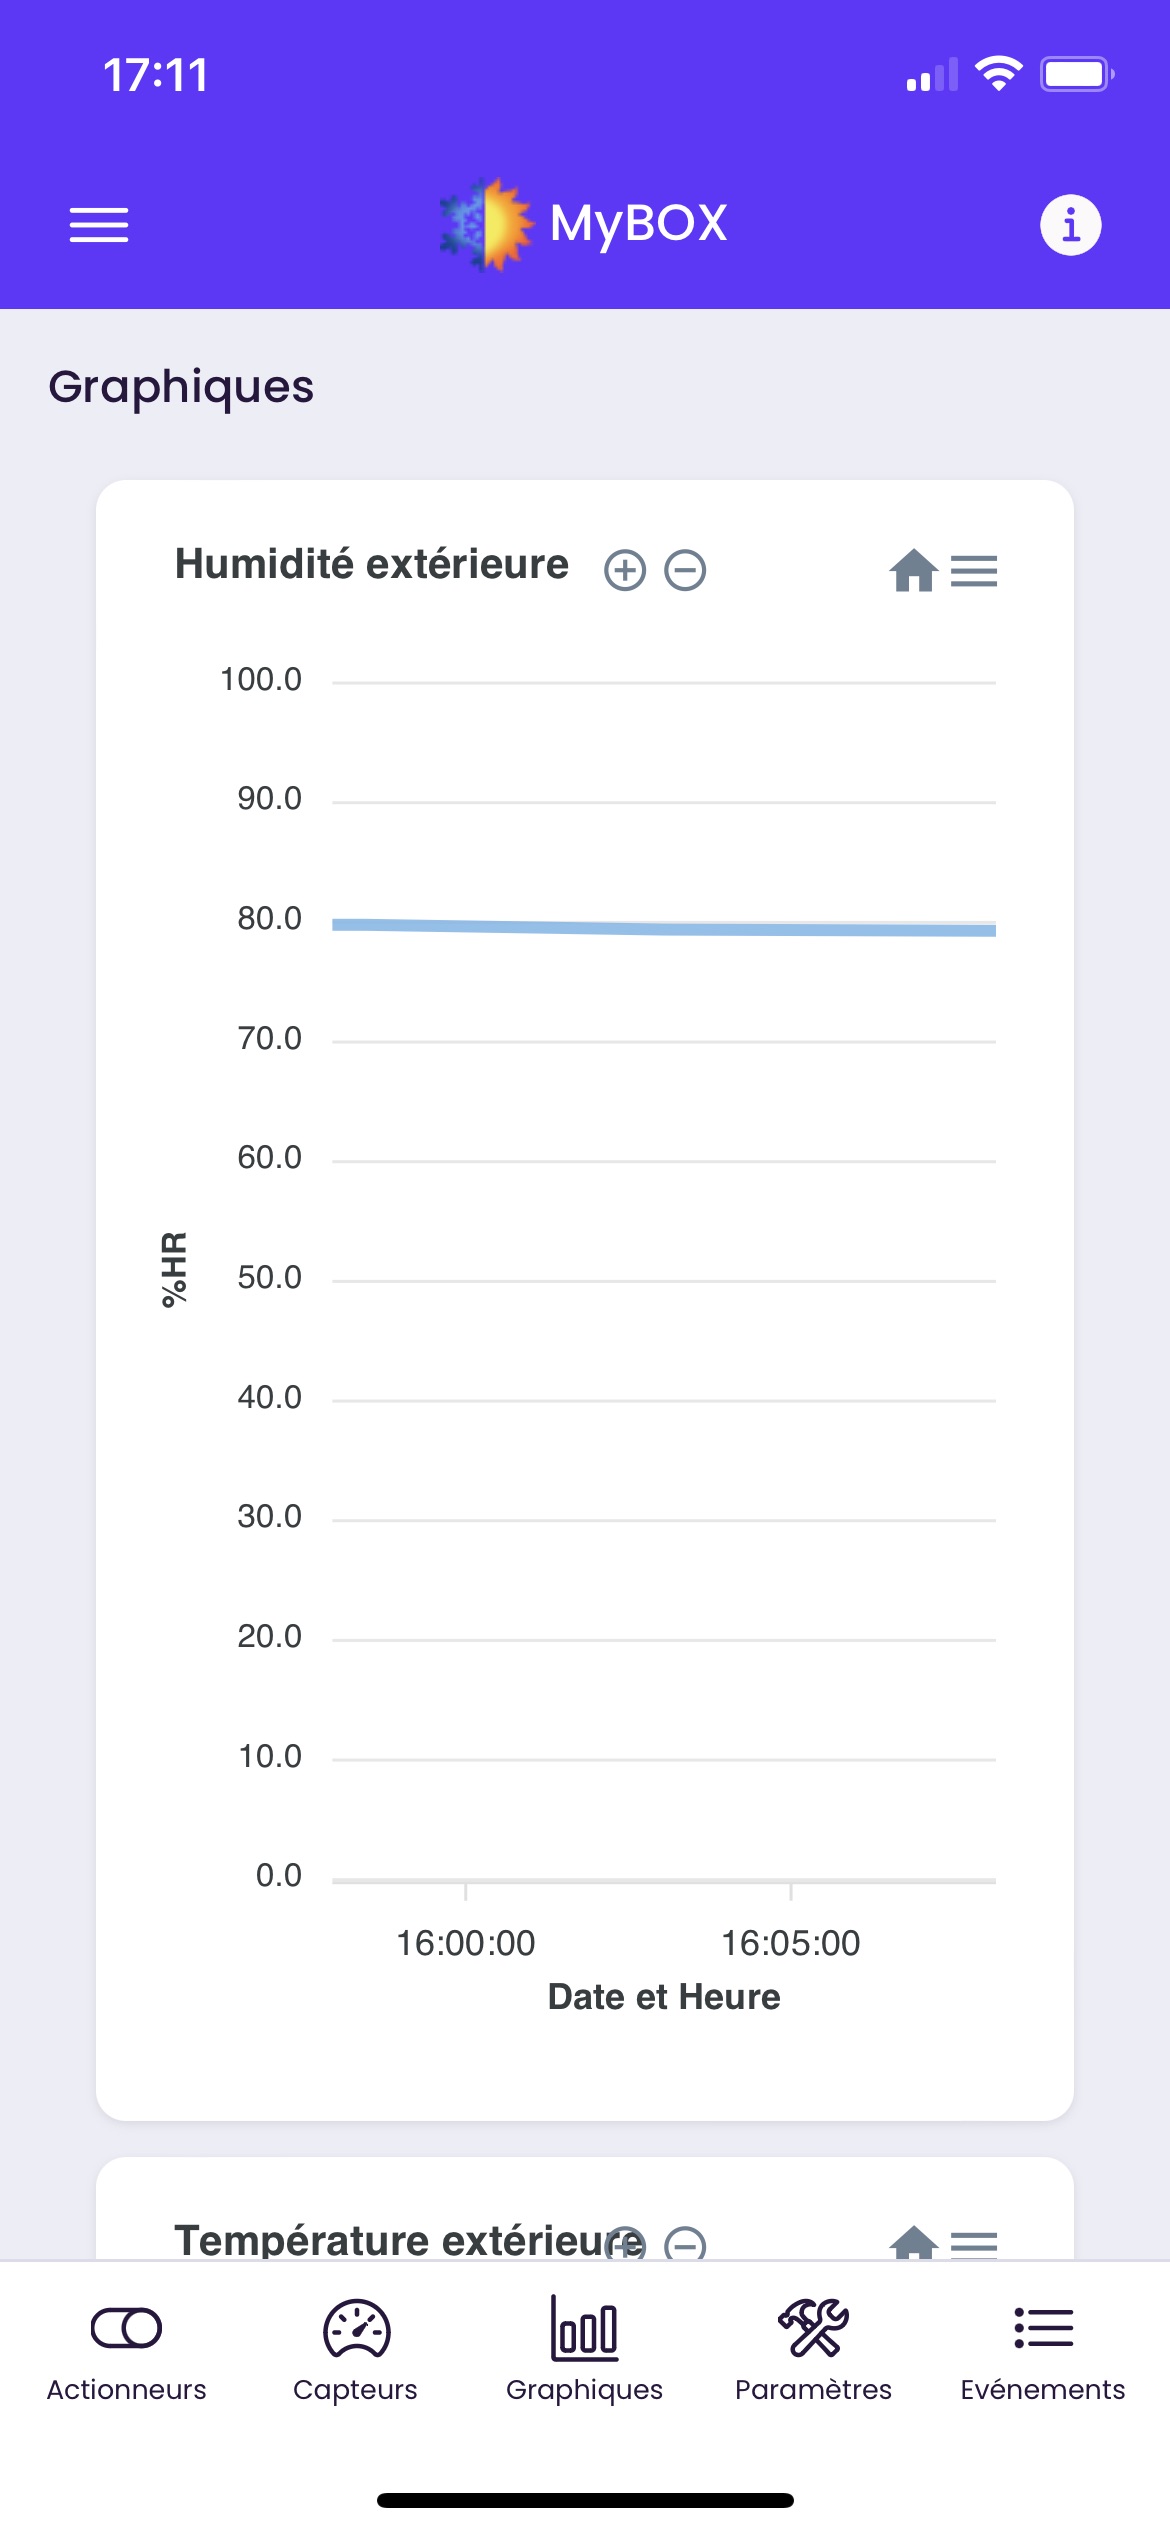 17:11
MyBOX
Graphiques
Humidité extérieure
100.0
90.0
80.0
70.0
60.0
50.0
40.0
30.0
20.0
10.0
0.0
%HR
16:00:00 16:05:00
Date et Heure
Température extérieure
Actionneurs Capteurs Graphiques Paramètres Evénements